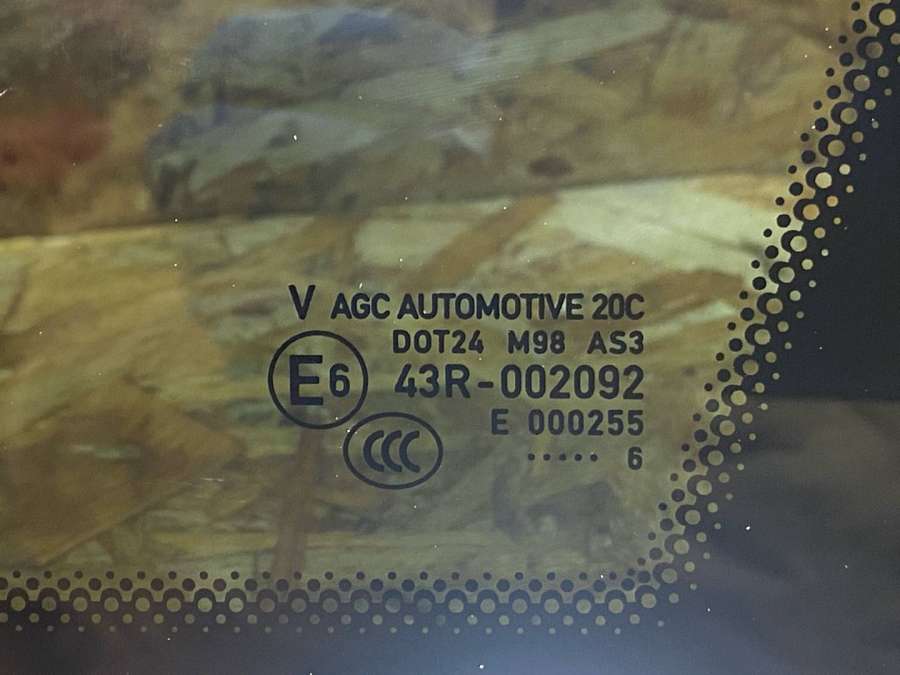 V AGC AUTOMOTIVE 20C
DOT24 M98 AS3
E6 43R-002092
E 000255
CCC ..... 6